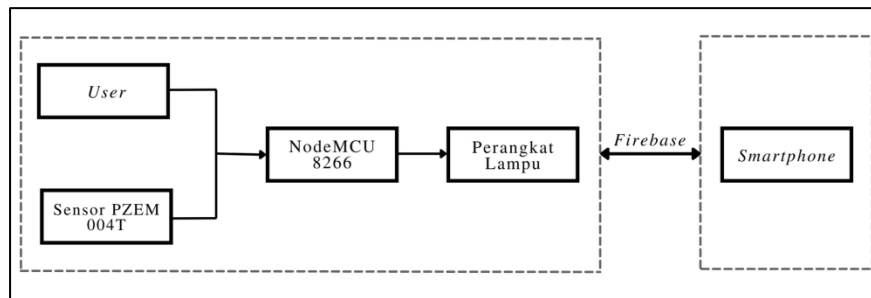 User
Sensor PZEM
004T
NodeMCU
8266
Perangkat
Lampu
Firebase
Smartphone